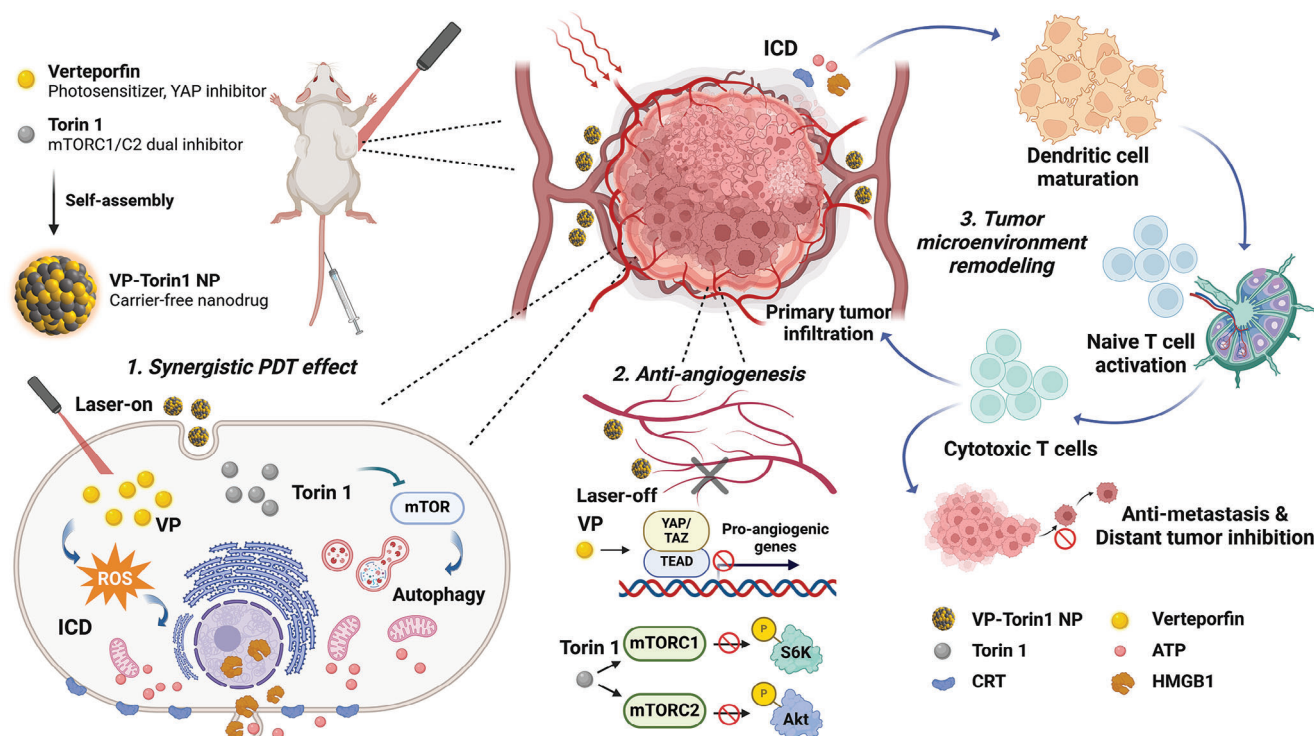 Verteporfin
Photosensitizer, YAP inhibitor
Torin 1
mTORC1/C2 dual inhibitor
Self-assembly
VP-Torin1 NP
Carrier-free nanodrug
ICD
Dendritic cell
maturation
3. Tumor
microenvironment
remodeling
Primary tumor
infiltration
Naive T cell
activation
Cytotoxic T cells
Anti-metastasis &
Distant tumor inhibition
1. Synergistic PDT effect
Laser-on
Torin 1
mTOR
VP
ROS
Autophagy
ICD
2. Anti-angiogenesis
Laser-off
VP
YAP/
TAZ
TEAD
Pro-angiogenic
genes
Torin 1
mTORC1
P
S6K
mTORC2
P
Akt
VP-Torin1 NP
Verteporfin
Torin 1
ATP
CRT
HMGB1